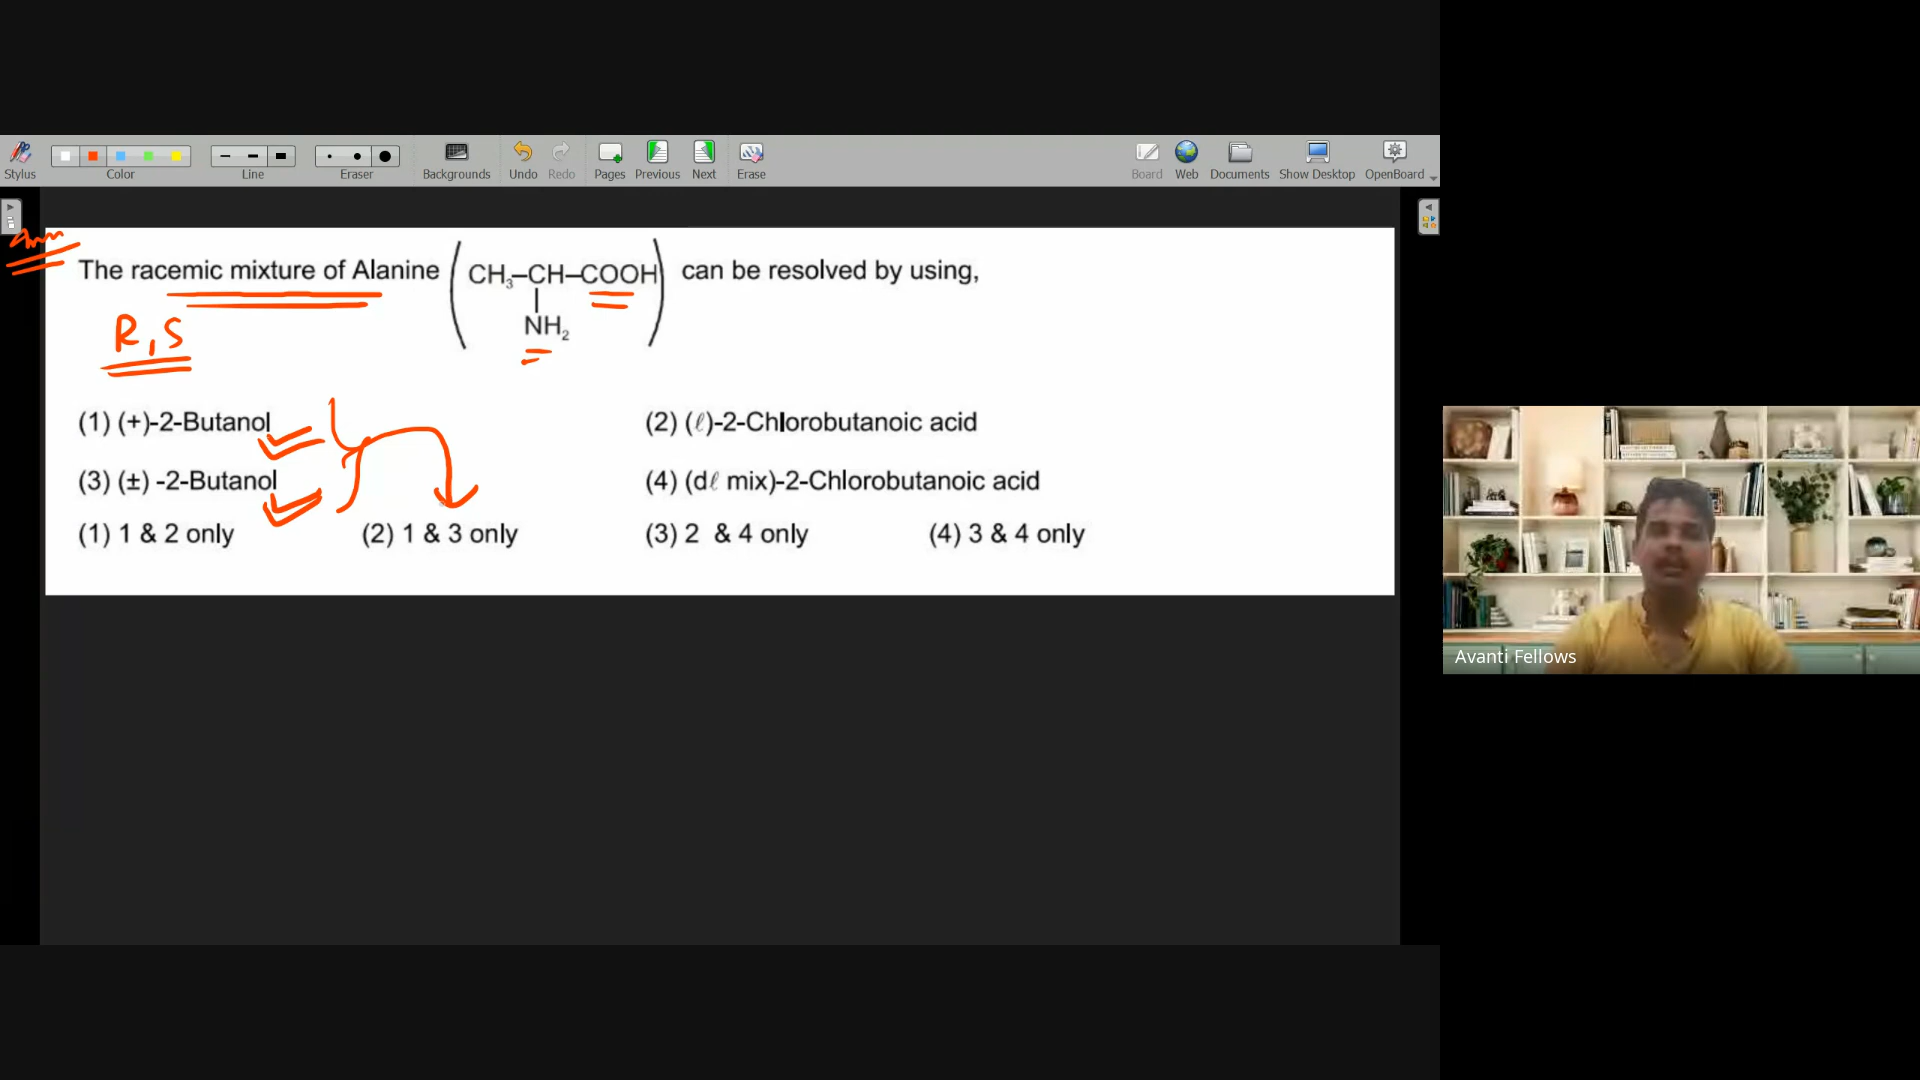 Stylus
Color
Line
Eraser
Backgrounds
Undo
Redo
Pages
Previous
Next
Erase
Board
Web
Documents
Show Desktop
OpenBoard
The racemic mixture of Alanine (CH₃–CH–COOH) can be resolved by using,
NH₂
R, S
(1) (+)-2-Butanol
(2) (ℓ)-2-Chlorobutanoic acid
(3) (±) -2-Butanol
(4) (dℓ mix)-2-Chlorobutanoic acid
(1) 1 & 2 only
(2) 1 & 3 only
(3) 2 & 4 only
(4) 3 & 4 only
Avanti Fellows